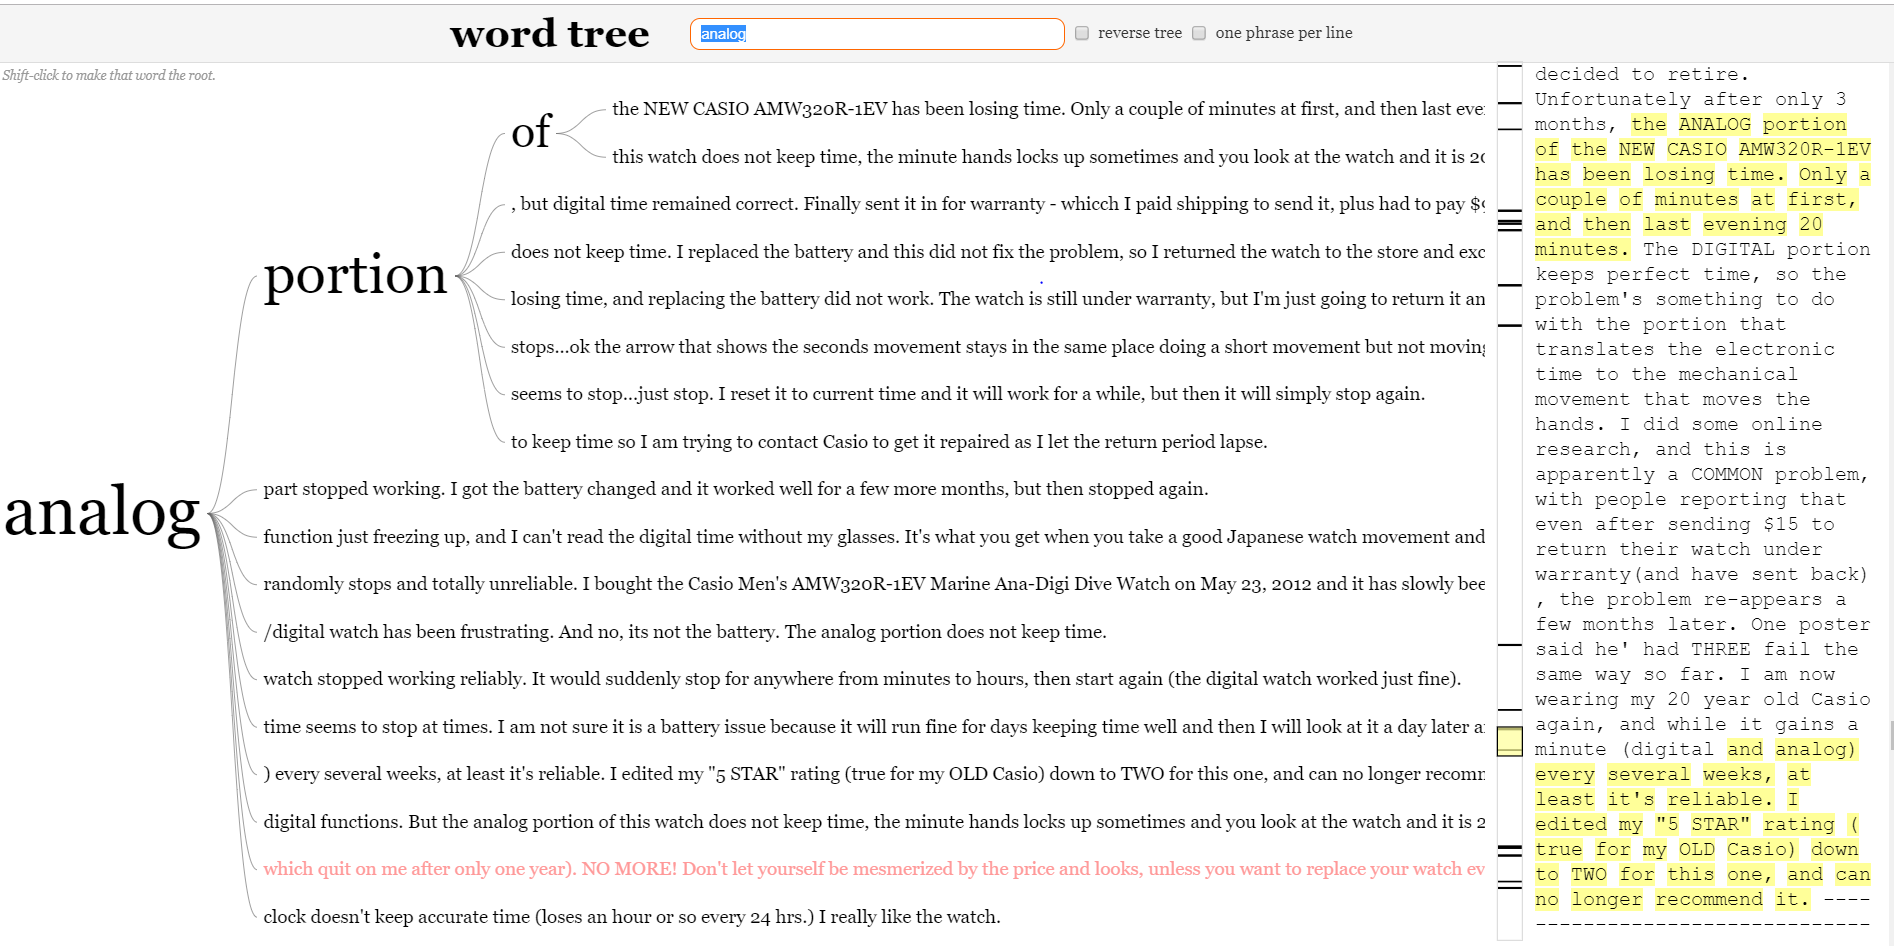 word tree
analog
reverse tree
one phrase per line
Shift-click to make that word the root.
analog
portion
of
the NEW CASIO AMW320R-1EV has been losing time. Only a couple of minutes at first, and then last eve
this watch does not keep time, the minute hands locks up sometimes and you look at the watch and it is 20
, but digital time remained correct. Finally sent it in for warranty - whicch I paid shipping to send it, plus had to pay
does not keep time. I replaced the battery and this did not fix the problem, so I returned the watch to the store and exc
losing time, and replacing the battery did not work. The watch is still under warranty, but I'm just going to return it an
stops...ok the arrow that shows the seconds movement stays in the same place doing a short movement but not moving
seems to stop...just stop. I reset it to current time and it will work for a while, but then it will simply stop again.
to keep time so I am trying to contact Casio to get it repaired as I let the return period lapse.
part stopped working. I got the battery changed and it worked well for a few more months, but then stopped again.
function just freezing up, and I can't read the digital time without my glasses. It's what you get when you take a good Japanese watch movement and
randomly stops and totally unreliable. I bought the Casio Men's AMW320R-1EV Marine Ana-Digi Dive Watch on May 23, 2012 and it has slowly bee
/digital watch has been frustrating. And no, its not the battery. The analog portion does not keep time.
watch stopped working reliably. It would suddenly stop for anywhere from minutes to hours, then start again (the digital watch worked just fine).
time seems to stop at times. I am not sure it is a battery issue because it will run fine for days keeping time well and then I will look at it a day later a
) every several weeks, at least it's reliable. I edited my "5 STAR" rating (true for my OLD Casio) down to TWO for this one, and can no longer recom
digital functions. But the analog portion of this watch does not keep time, the minute hands locks up sometimes and you look at the watch and it is 2
which quit on me after only one year). NO MORE! Don't let yourself be mesmerized by the price and looks, unless you want to replace your watch ev
clock doesn't keep accurate time (loses an hour or so every 24 hrs.) I really like the watch.
decided to retire.
Unfortunately after only 3
months, the ANALOG portion
of the NEW CASIO AMW320R-1EV
has been losing time. Only a
couple of minutes at first,
and then last evening 20
minutes. The DIGITAL portion
keeps perfect time, so the
problem's something to do
with the portion that
translates the electronic
time to the mechanical
movement that moves the
hands. I did some online
research, and this is
apparently a COMMON problem,
with people reporting that
even after sending $15 to
return their watch under
warranty(and have sent back)
, the problem re-appears a
few months later. One poster
said he' had THREE fail the
same way so far. I am now
wearing my 20 year old Casio
again, and while it gains a
minute (digital and analog)
every several weeks, at
least it's reliable. I
edited my "5 STAR" rating (
true for my OLD Casio) down
to TWO for this one, and can
no longer recommend it. ----
----------------------------